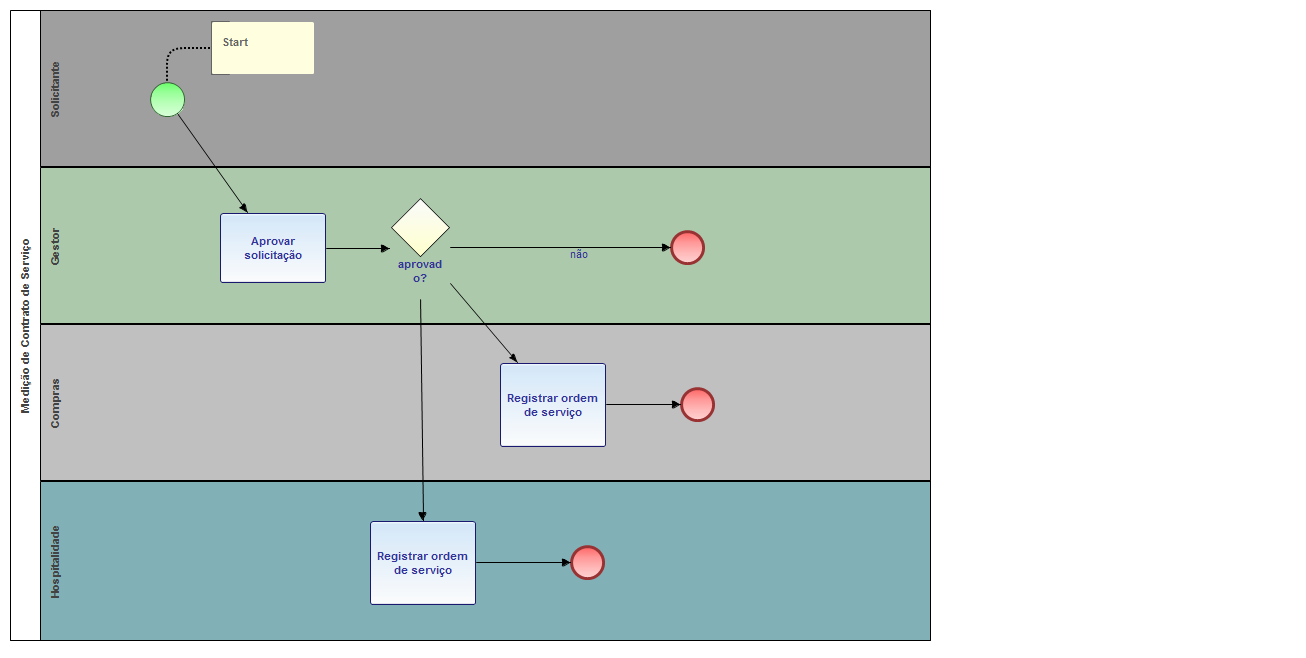 Medição de Contrato de Serviço
Solicitante
Start
Gestor
Aprovar
solicitação
aprovad
o?
não
Compras
Registrar ordem
de serviço
Hospitalidade
Registrar ordem
de serviço